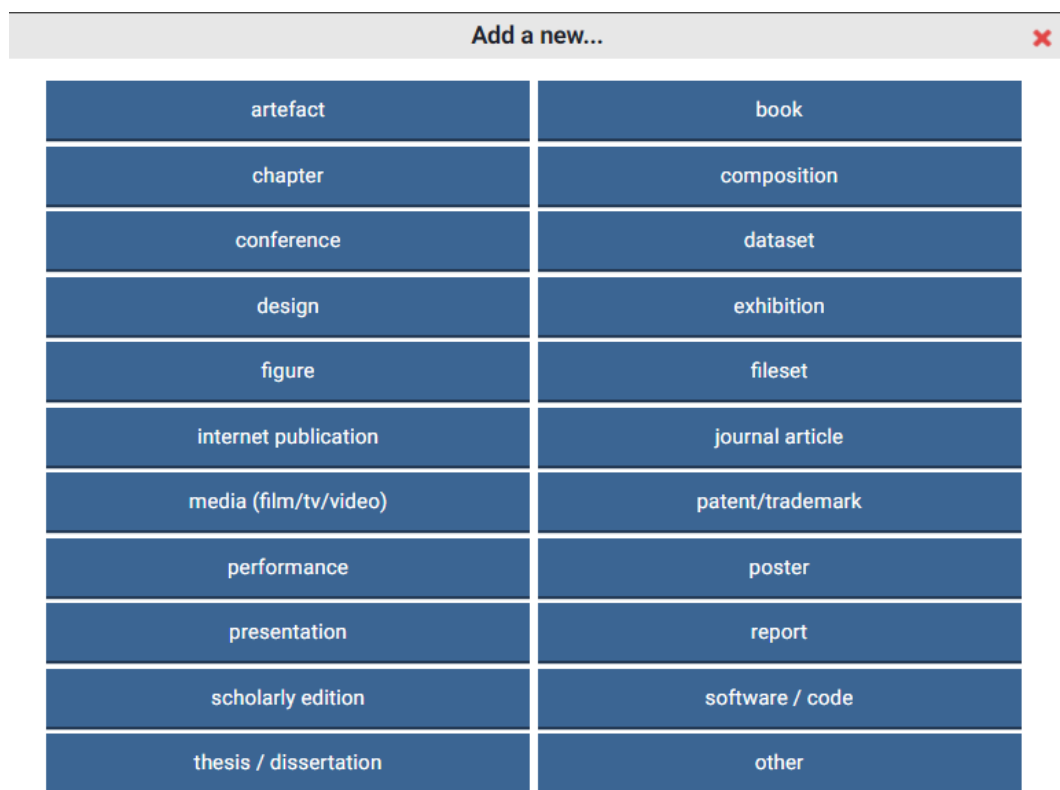 Add a new...
artefact
book
chapter
composition
conference
dataset
design
exhibition
figure
fileset
internet publication
journal article
media (film/tv/video)
patent/trademark
performance
poster
presentation
report
scholarly edition
software / code
thesis / dissertation
other